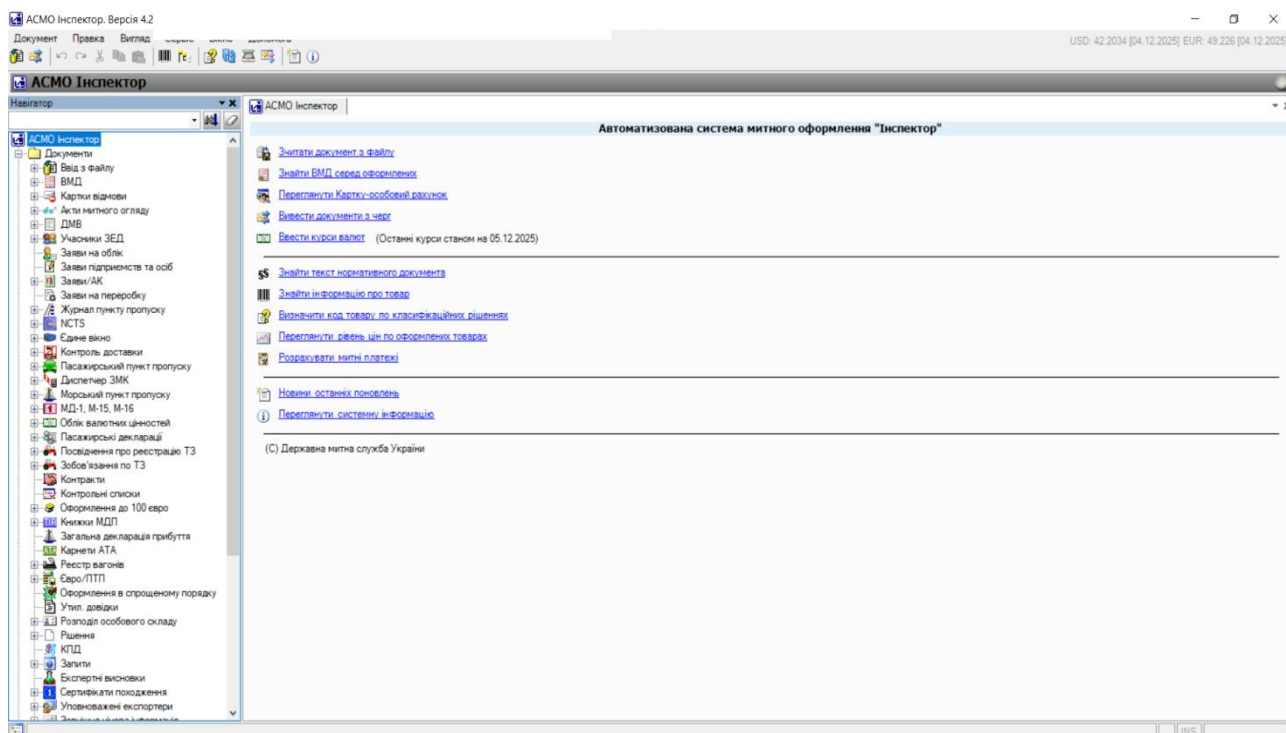 АСМО Інспектор. Версія 4.2
Документ Правка Вигляд
USD: 42.2034 [04.12.2025] EUR: 49.226 [04.12.2025]
АСМО Інспектор
Навігатор
АСМО Інспектор
Документи
Ввід з файлу
ВМД
Картки відмови
Акти митного огляду
ДМВ
Учасники ЗЕД
Заяви на облік
Заяви підприємств та осіб
Заяви/АК
Заяви на переробку
Журнал пункту пропуску
NCTS
Єдине вікно
Контроль доставки
Пасажирський пункт пропуску
Диспетчер ЗМК
Морський пункт пропуску
МД-1, М-15, М-16
Облік валютних цінностей
Пасажирські декларації
Посвідчення про реєстрацію ТЗ
Зобов'язання по ТЗ
Контракти
Контрольні списки
Оформлення до 100 євро
Книжки МДП
Загальна декларація прибуття
Карнети АТА
Реєстр вагонів
Євро/ПТП
Оформлення в спрощеному порядку
Утил. довідки
Розподіл особового складу
Рішення
КПД
Запити
Експертні висновки
Сертифікати походження
Уповноважені експортери
АСМО Інспектор
Автоматизована система митного оформлення "Інспектор"
Зчитати документ з файлу
Знайти ВМД серед оформлених
Переглянути Картку-особовий рахунок
Вивести документи з черг
Ввести курси валют (Останні курси станом на 05.12.2025)
Знайти текст нормативного документа
Знайти інформацію про товар
Визначити код товару по класифікаційних рішеннях
Переглянути рівень цін по оформлених товарах
Розрахувати митні платежі
Новини останніх поновлень
Переглянути системну інформацію
(C) Державна митна служба України
INS